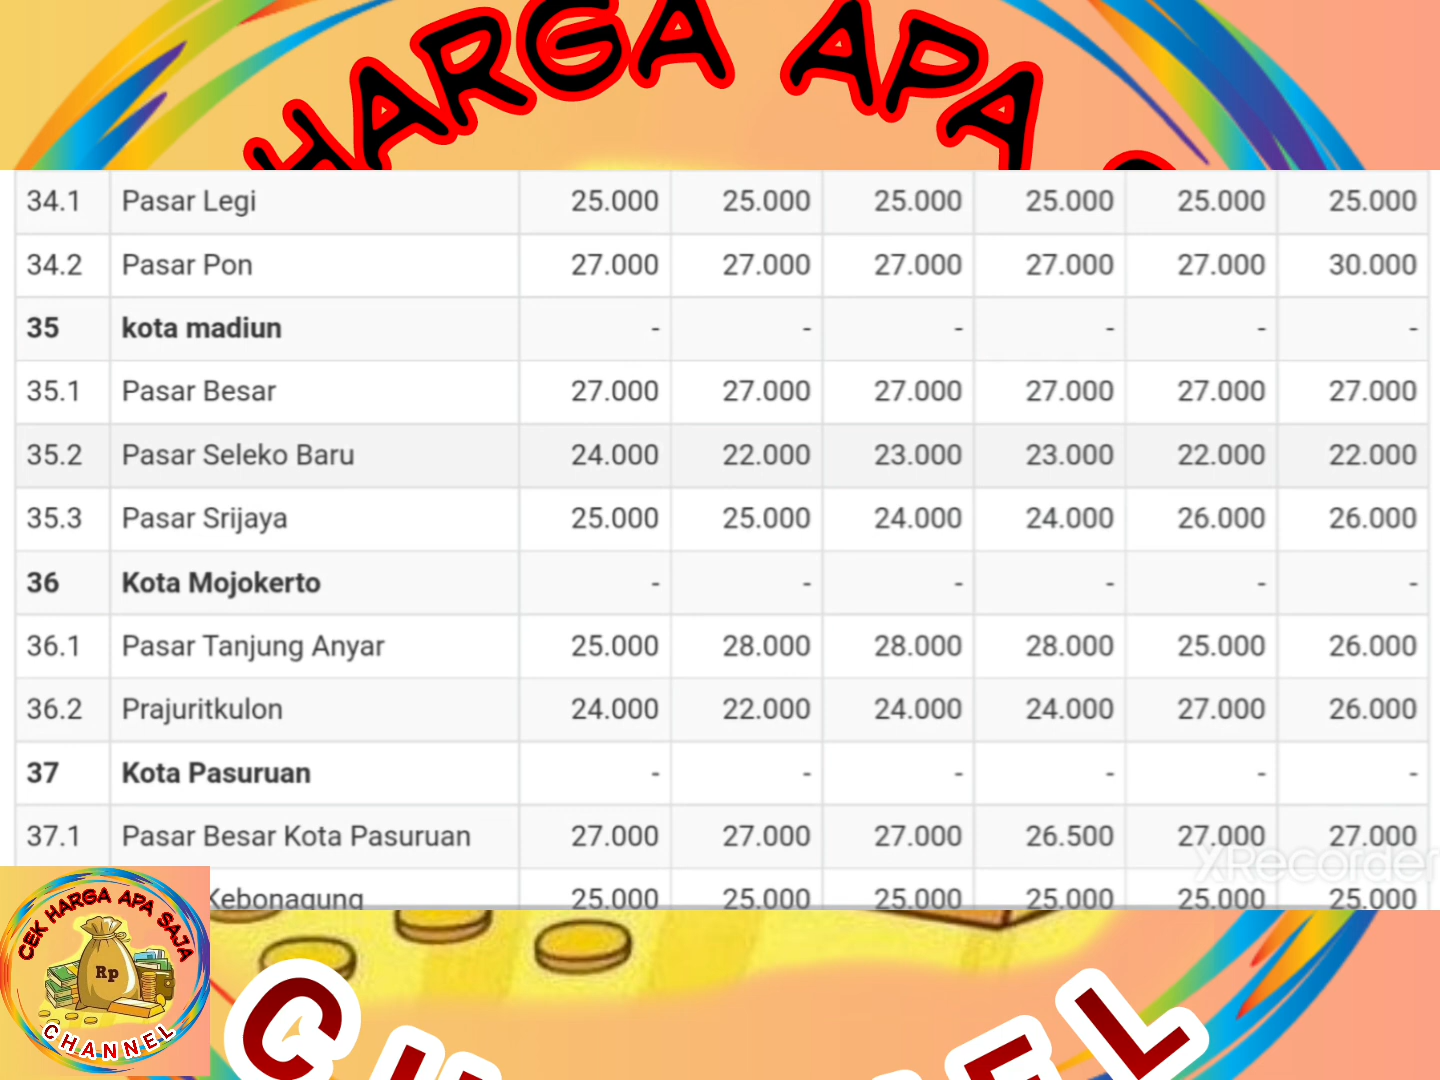 HARGA APA
34.1 Pasar Legi 25.000 25.000 25.000 25.000 25.000 25.000
34.2 Pasar Pon 27.000 27.000 27.000 27.000 27.000 30.000
35 kota madiun - - - - - -
35.1 Pasar Besar 27.000 27.000 27.000 27.000 27.000 27.000
35.2 Pasar Seleko Baru 24.000 22.000 23.000 23.000 22.000 22.000
35.3 Pasar Srijaya 25.000 25.000 24.000 24.000 26.000 26.000
36 Kota Mojokerto - - - - - -
36.1 Pasar Tanjung Anyar 25.000 28.000 28.000 28.000 25.000 26.000
36.2 Prajuritkulon 24.000 22.000 24.000 24.000 27.000 26.000
37 Kota Pasuruan - - - - - -
37.1 Pasar Besar Kota Pasuruan 27.000 27.000 27.000 26.500 27.000 27.000
XRecorder
Kebonagung 25.000 25.000 25.000 25.000 25.000 25.000
CEK HARGA APA SAJA
Rp
CHANNEL
C EL